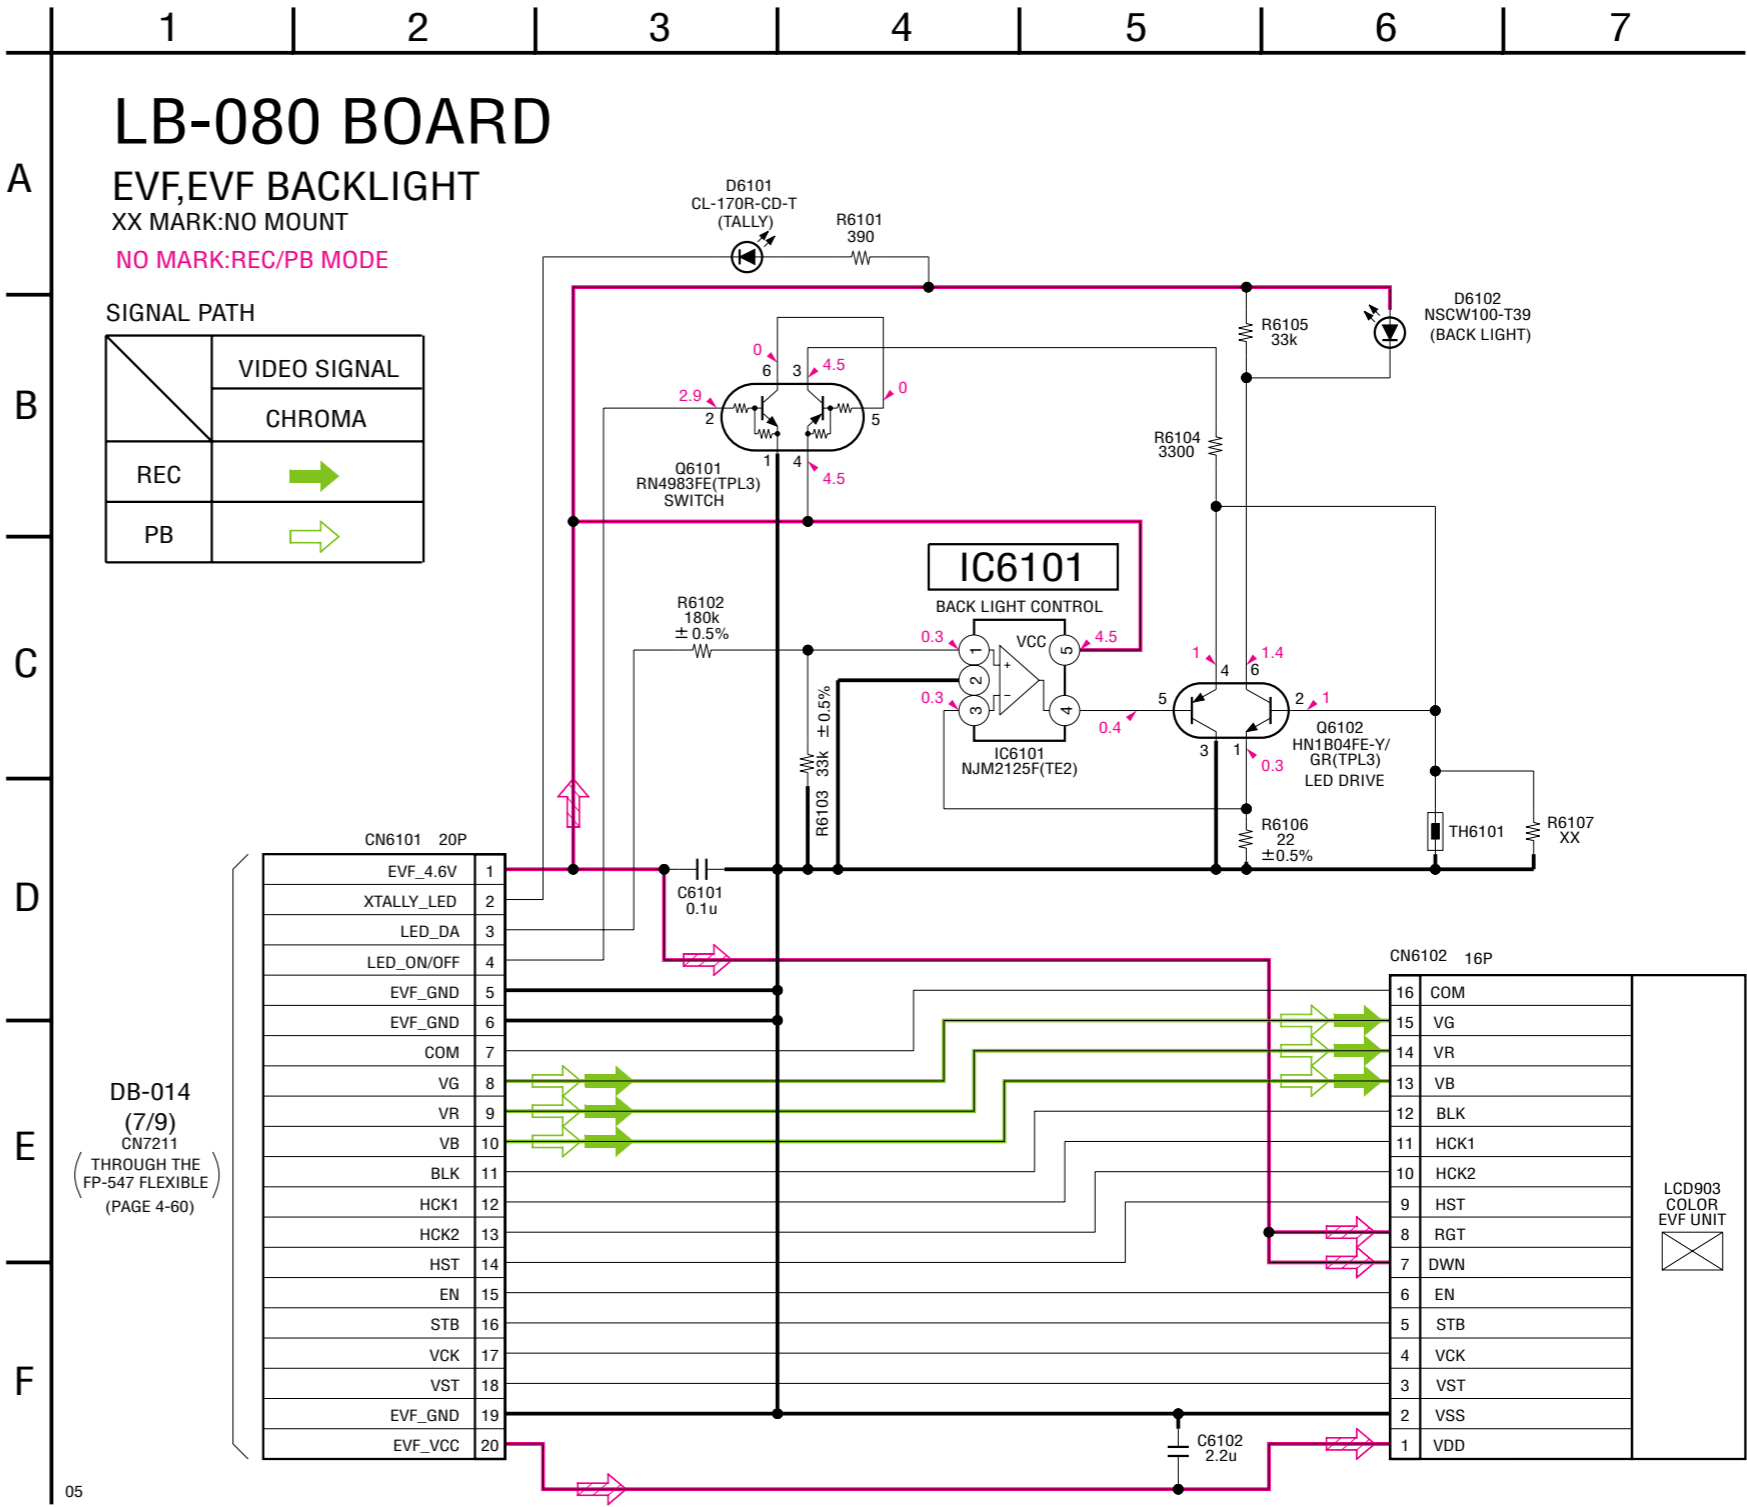 1 2 3 4 5 6 7
A
B
C
D
E
F
LB-080 BOARD
EVF,EVF BACKLIGHT
XX MARK:NO MOUNT
NO MARK:REC/PB MODE
SIGNAL PATH
VIDEO SIGNAL
CHROMA
REC
PB
D6101
CL-170R-CD-T
(TALLY)
R6101
390
D6102
NSCW100-T39
(BACK LIGHT)
R6105
33k
0
6
3
4.5
0
2.9
2
5
1
4
4.5
Q6101
RN4983FE(TPL3)
SWITCH
R6104
3300
IC6101
BACK LIGHT CONTROL
R6102
180k
±0.5%
0.3
1
VCC
5
4.5
2
+
−
0.3
3
4
0.4
IC6101
NJM2125F(TE2)
R6103 33k ±0.5%
1
4
6
1.4
5
2
1
3
1
0.3
Q6102
HN1B04FE-Y/
GR(TPL3)
LED DRIVE
R6106
22
±0.5%
TH6101
R6107
XX
C6101
0.1u
CN6101 20P
EVF_4.6V 1
XTALLY_LED 2
LED_DA 3
LED_ON/OFF 4
EVF_GND 5
EVF_GND 6
COM 7
VG 8
VR 9
VB 10
BLK 11
HCK1 12
HCK2 13
HST 14
EN 15
STB 16
VCK 17
VST 18
EVF_GND 19
EVF_VCC 20
DB-014
(7/9)
CN7211
THROUGH THE
FP-547 FLEXIBLE
(PAGE 4-60)
CN6102 16P
16 COM
15 VG
14 VR
13 VB
12 BLK
11 HCK1
10 HCK2
9 HST
8 RGT
7 DWN
6 EN
5 STB
4 VCK
3 VST
2 VSS
1 VDD
LCD903
COLOR
EVF UNIT
C6102
2.2u
05